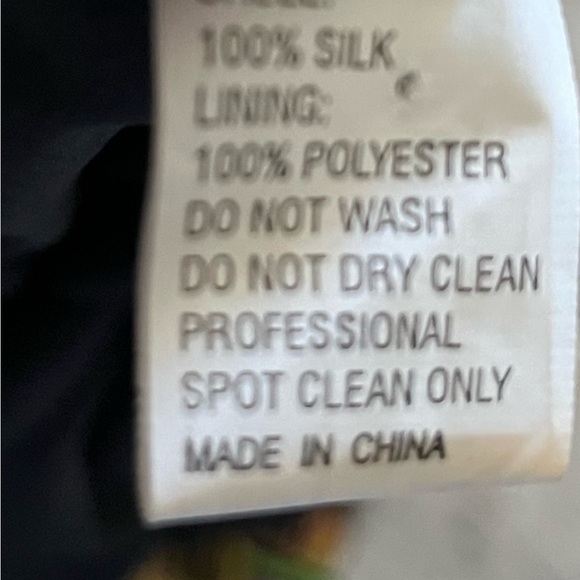 SHELL:
100% SILK
LINING:
100% POLYESTER
DO NOT WASH
DO NOT DRY CLEAN
PROFESSIONAL
SPOT CLEAN ONLY
MADE IN CHINA